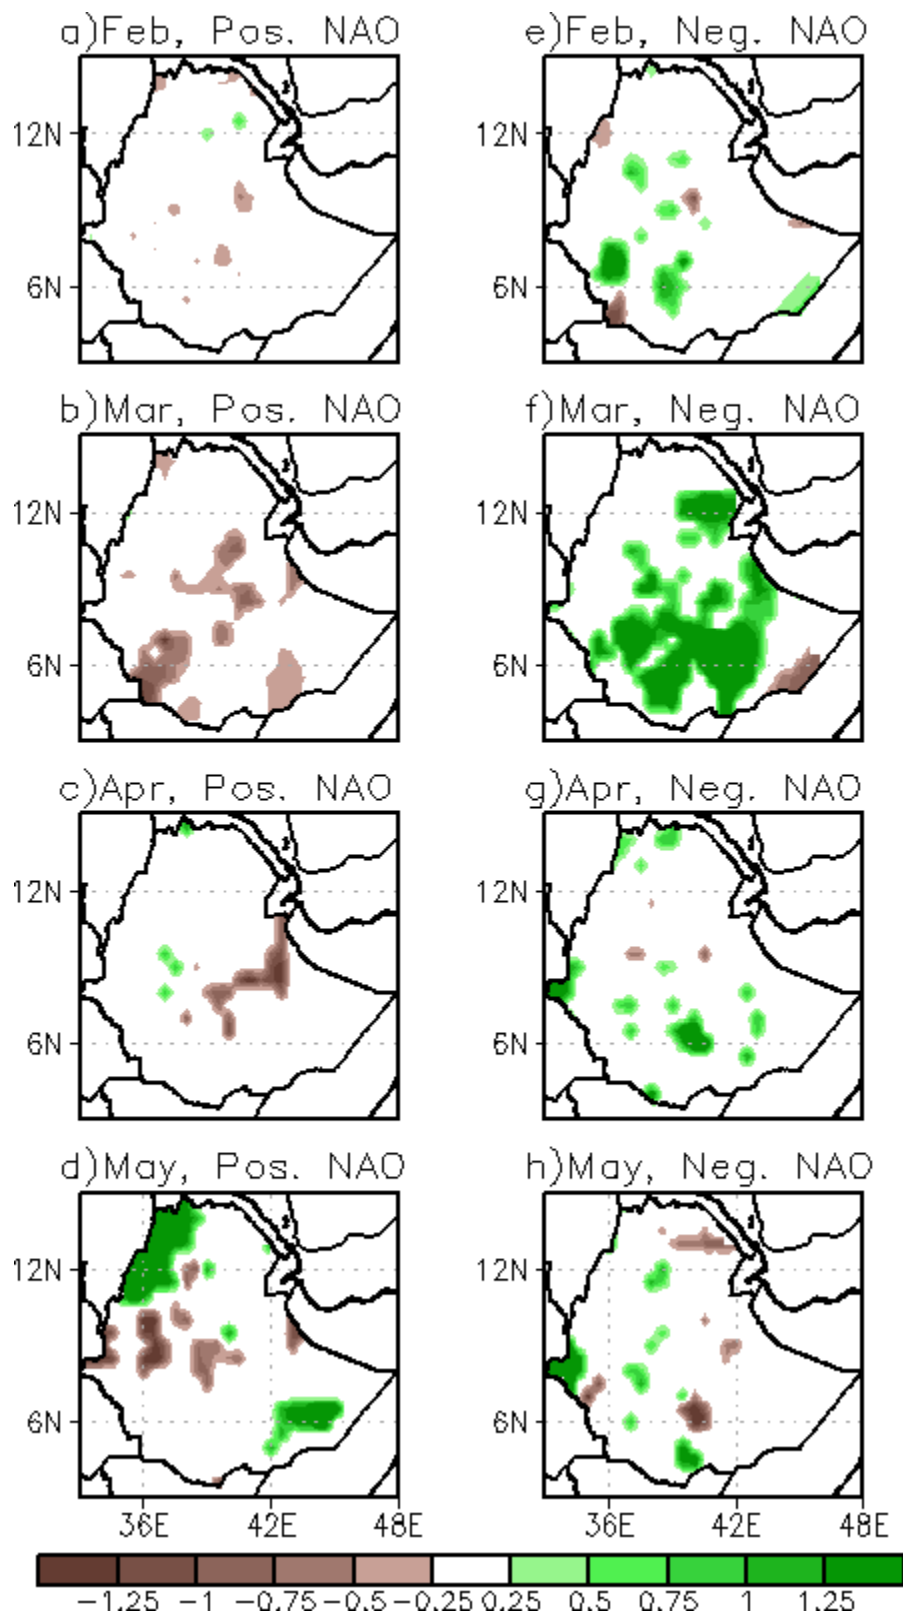 a)Feb, Pos. NAO
e)Feb, Neg. NAO
12N
6N
12N
6N
b)Mar, Pos. NAO
f)Mar, Neg. NAO
12N
6N
12N
6N
c)Apr, Pos. NAO
g)Apr, Neg. NAO
12N
6N
12N
6N
d)May, Pos. NAO
h)May, Neg. NAO
12N
6N
12N
6N
36E 42E 48E
36E 42E 48E
-1.25 -1 -0.75 -0.5 -0.25 0.25 0.5 0.75 1 1.25